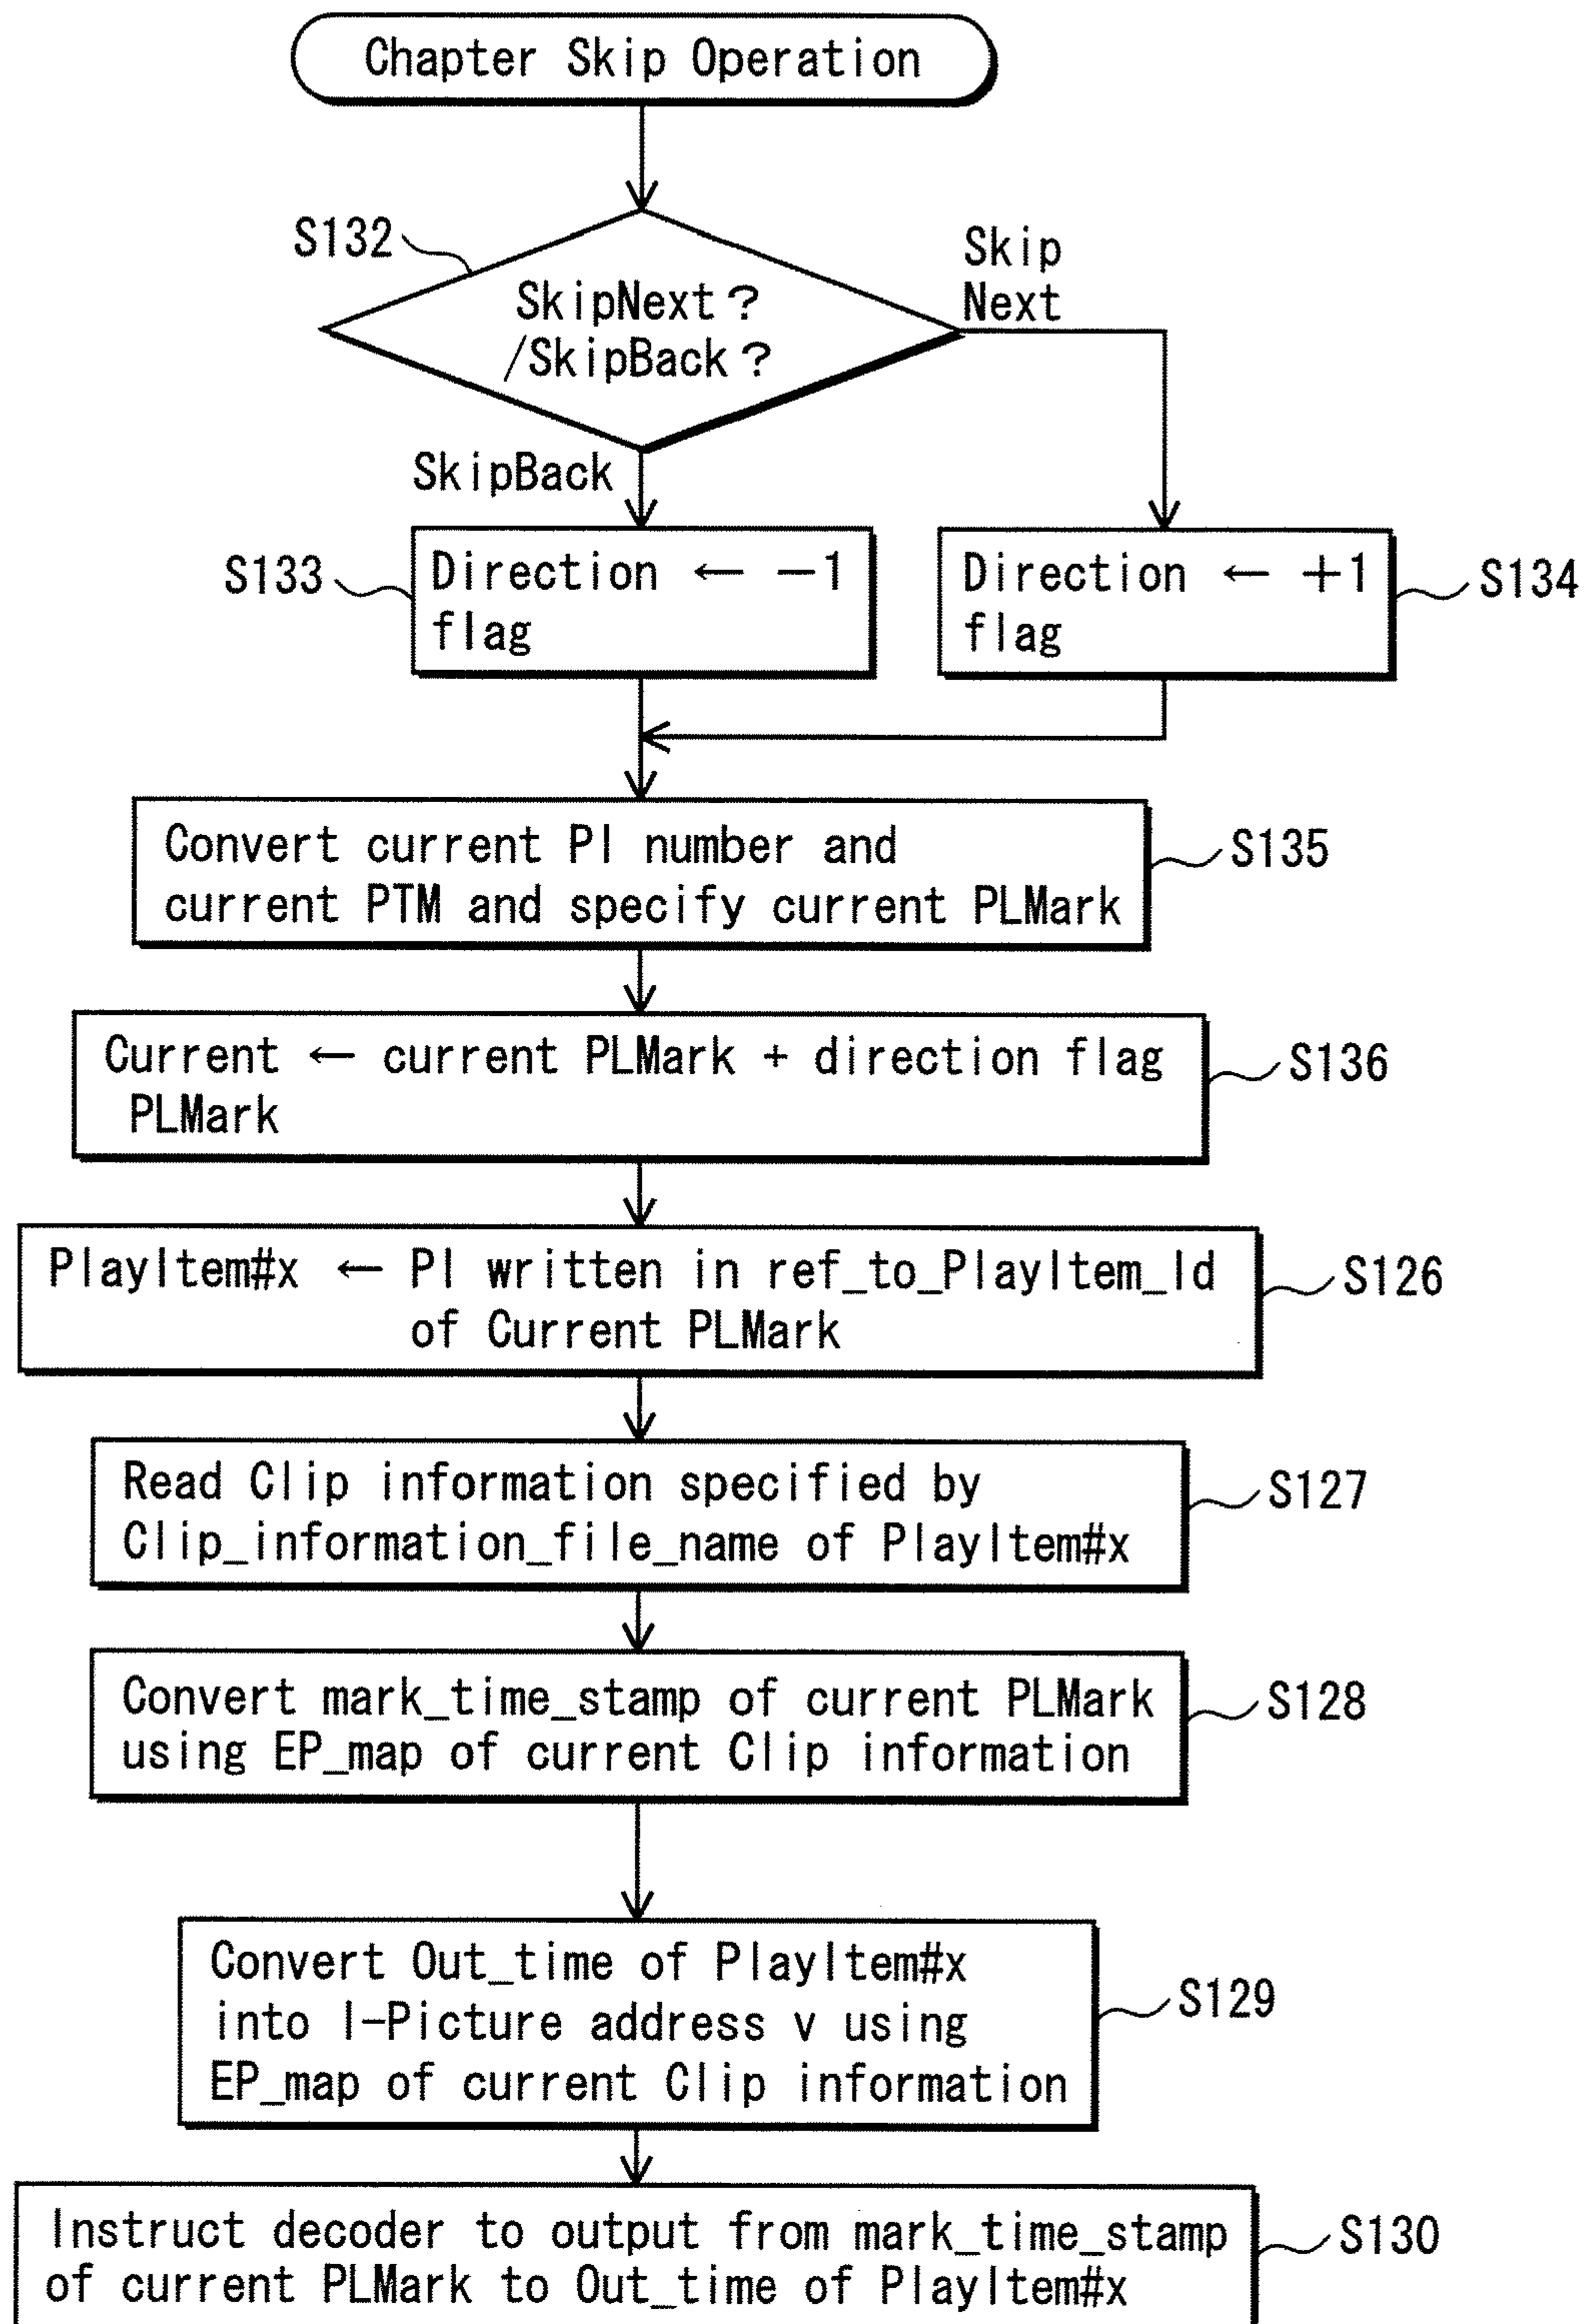 Chapter Skip Operation
S132
SkipNext?
/SkipBack?
Skip
Next
SkipBack
S133
Direction ← −1
flag
Direction ← +1
flag
S134
Convert current PI number and
current PTM and specify current PLMark
S135
Current ← current PLMark + direction flag
PLMark
S136
PlayItem#x ← PI written in ref_to_PlayItem_Id
of Current PLMark
S126
Read Clip information specified by
Clip_information_file_name of PlayItem#x
S127
Convert mark_time_stamp of current PLMark
using EP_map of current Clip information
S128
Convert Out_time of PlayItem#x
into I-Picture address v using
EP_map of current Clip information
S129
Instruct decoder to output from mark_time_stamp
of current PLMark to Out_time of PlayItem#x
S130